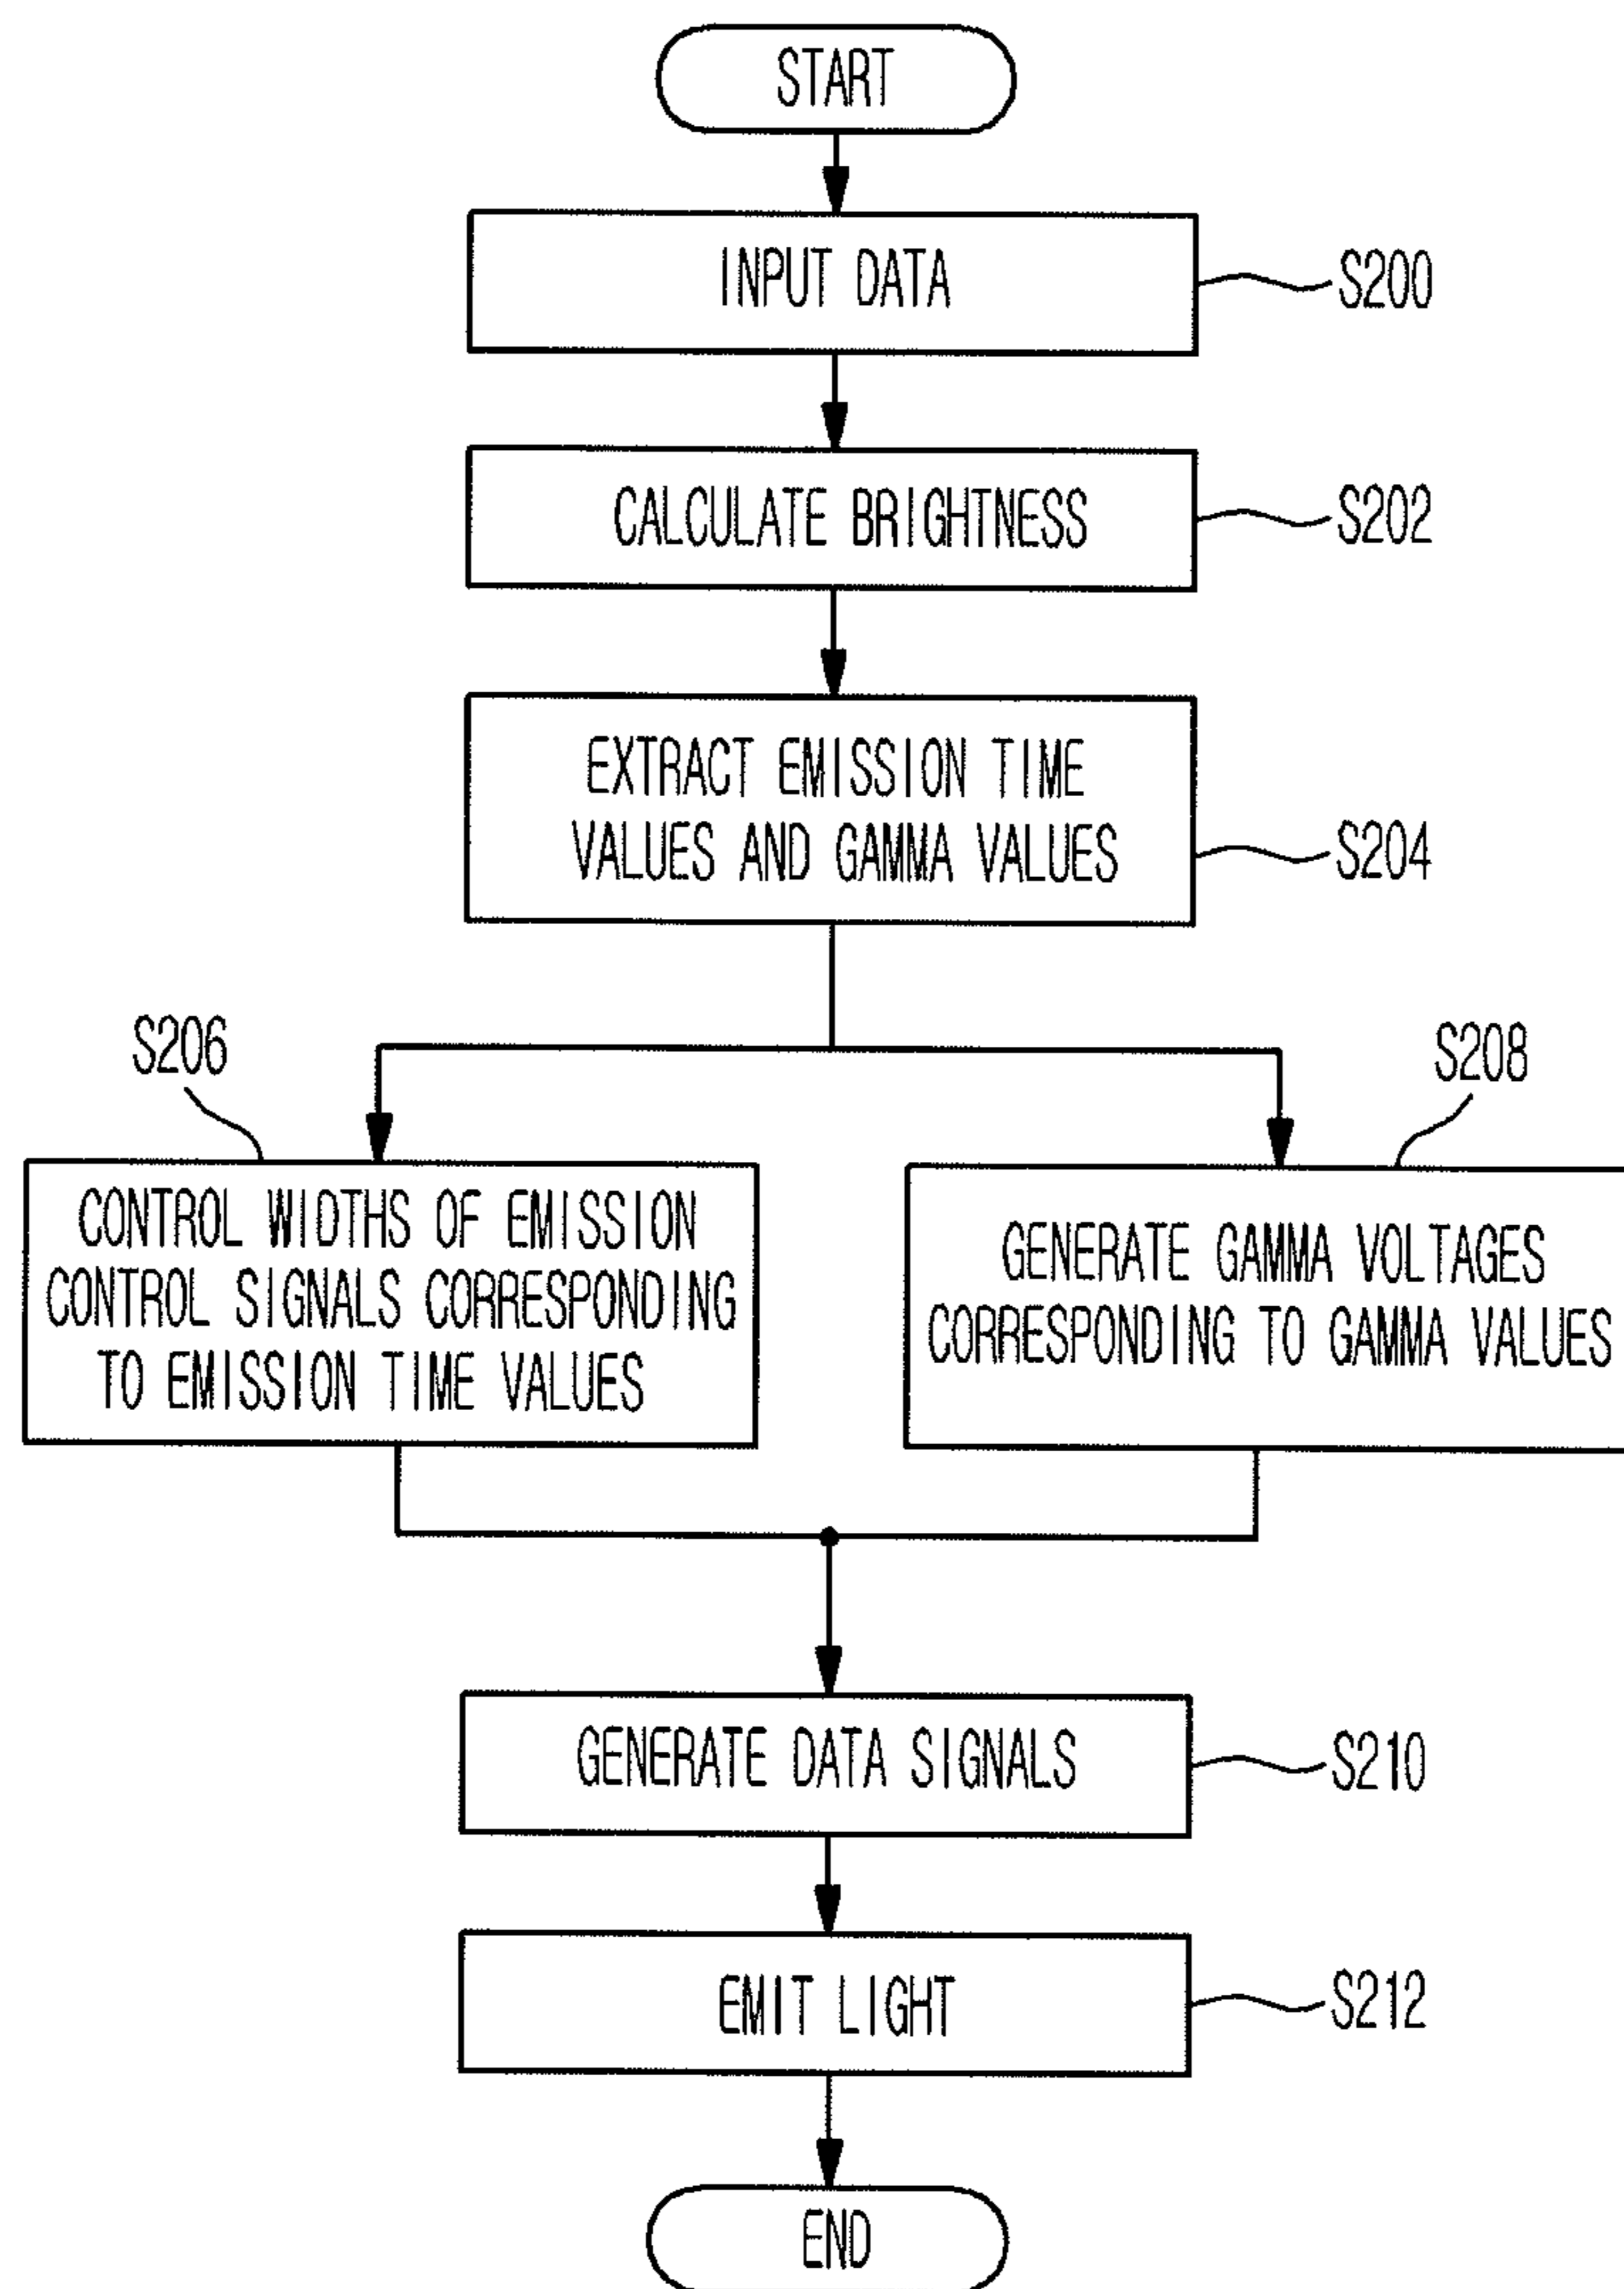 START
INPUT DATA
S200
CALCULATE BRIGHTNESS
S202
EXTRACT EMISSION TIME
VALUES AND GAMMA VALUES
S204
S206
S208
CONTROL WIDTHS OF EMISSION
CONTROL SIGNALS CORRESPONDING
TO EMISSION TIME VALUES
GENERATE GAMMA VOLTAGES
CORRESPONDING TO GAMMA VALUES
GENERATE DATA SIGNALS
S210
EMIT LIGHT
S212
END